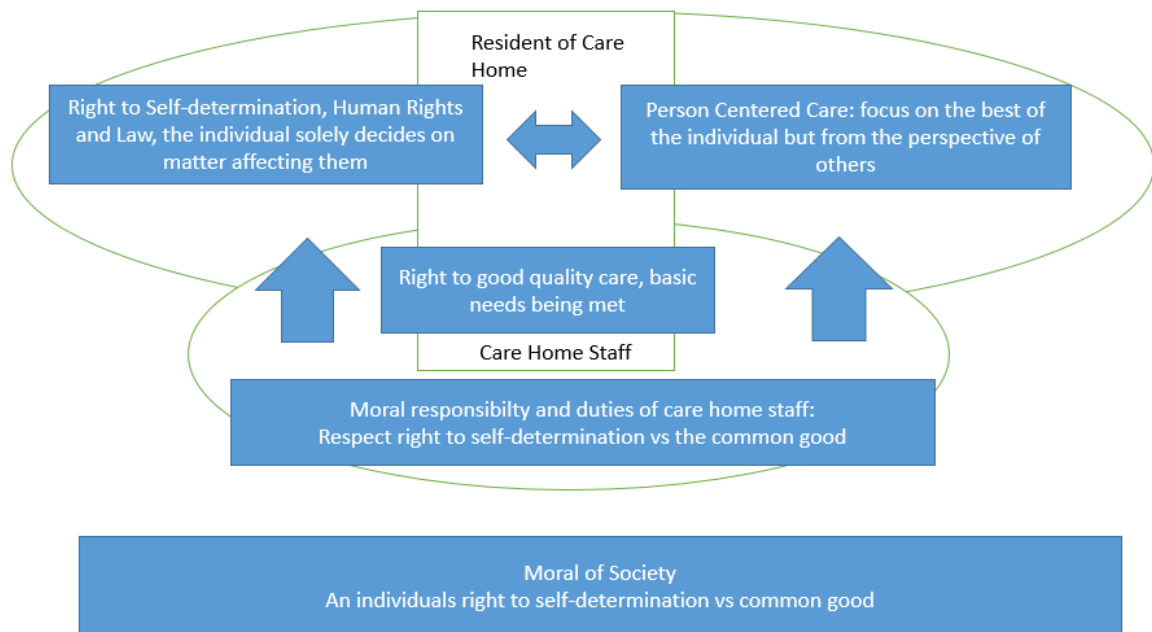 Resident of Care
Home
Right to Self-determination, Human Rights
and Law, the individual solely decides on
matter affecting them
Person Centered Care: focus on the best of
the individual but from the perspective of
others
Right to good quality care, basic
needs being met
Care Home Staff
Moral responsibilty and duties of care home staff:
Respect right to self-determination vs the common good
Moral of Society
An individuals right to self-determination vs common good